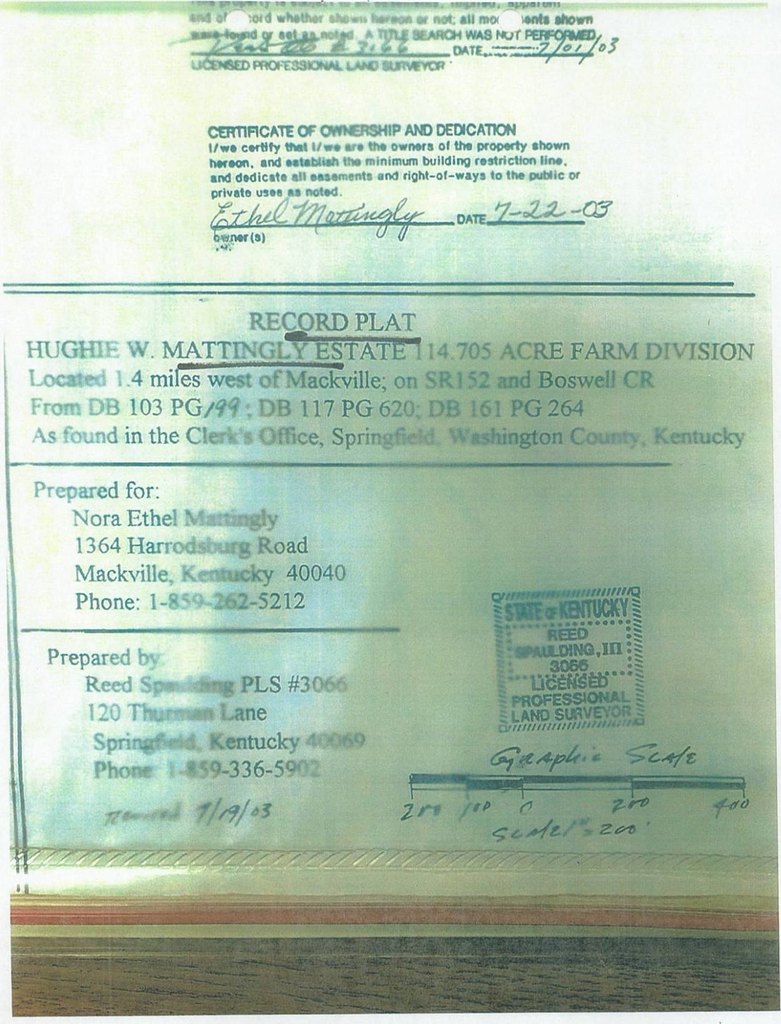 and of record whether shown hereon or not; all monuments shown
were found or set as noted. A TITLE SEARCH WAS NOT PERFORMED
DATE 7/01/03
LICENSED PROFESSIONAL LAND SURVEYOR
CERTIFICATE OF OWNERSHIP AND DEDICATION
I/we certify that I/we are the owners of the property shown
hereon, and establish the minimum building restriction line,
and dedicate all easements and right-of-ways to the public or
private uses as noted.
Ethel Mattingly DATE 7-22-03
owner(s)
RECORD PLAT
HUGHIE W. MATTINGLY ESTATE 114.705 ACRE FARM DIVISION
Located 1.4 miles west of Mackville; on SR152 and Boswell CR
From DB 103 PG 199; DB 117 PG 620; DB 161 PG 264
As found in the Clerk's Office, Springfield, Washington County, Kentucky
Prepared for:
Nora Ethel Mattingly
1364 Harrodsburg Road
Mackville, Kentucky 40040
Phone: 1-859-262-5212
Prepared by:
Reed Spaulding PLS #3066
120 Thurman Lane
Springfield, Kentucky 40069
Phone 1-859-336-5902
7/19/03
STATE OF KENTUCKY
REED
SPAULDING, III
3066
LICENSED
PROFESSIONAL
LAND SURVEYOR
Graphic Scale
200 100 0 200 400
Scale 1"=200'